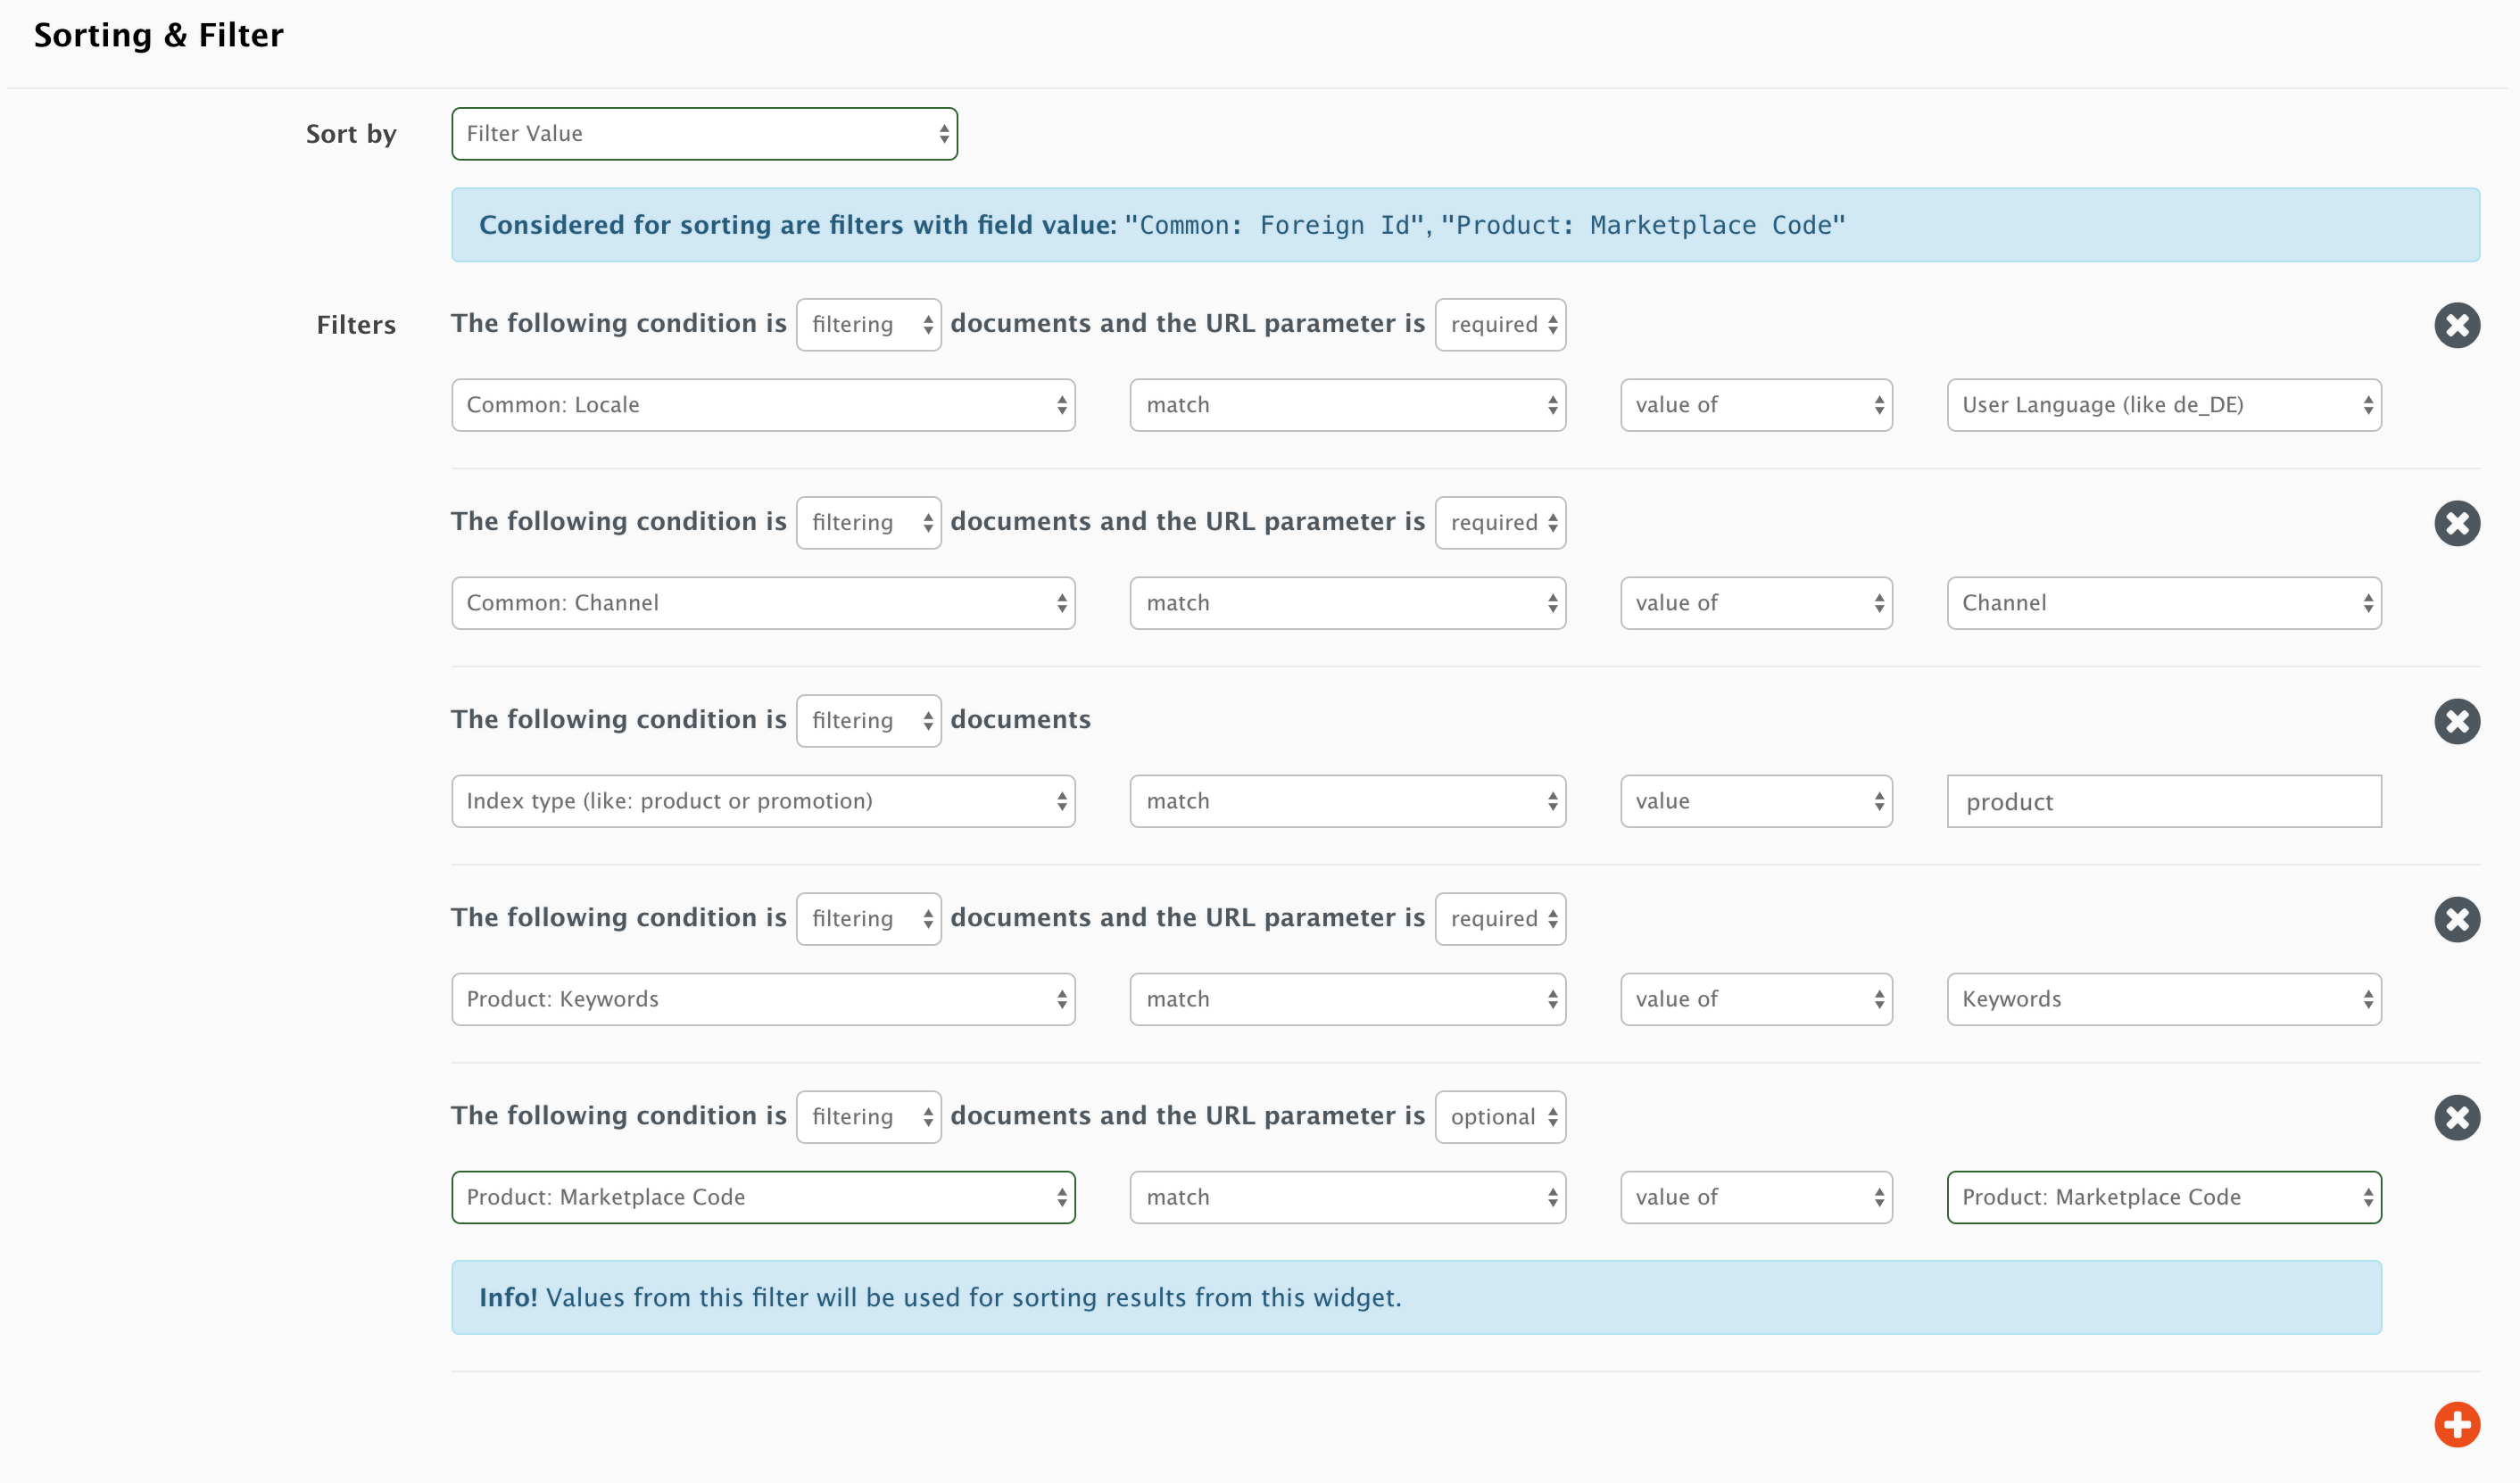 Sorting & Filter
Sort by Filter Value
Considered for sorting are filters with field value: "Common: Foreign Id", "Product: Marketplace Code"
Filters The following condition is filtering documents and the URL parameter is required
Common: Locale match value of User Language (like de_DE)
The following condition is filtering documents and the URL parameter is required
Common: Channel match value of Channel
The following condition is filtering documents
Index type (like: product or promotion) match value product
The following condition is filtering documents and the URL parameter is required
Product: Keywords match value of Keywords
The following condition is filtering documents and the URL parameter is optional
Product: Marketplace Code match value of Product: Marketplace Code
Info! Values from this filter will be used for sorting results from this widget.